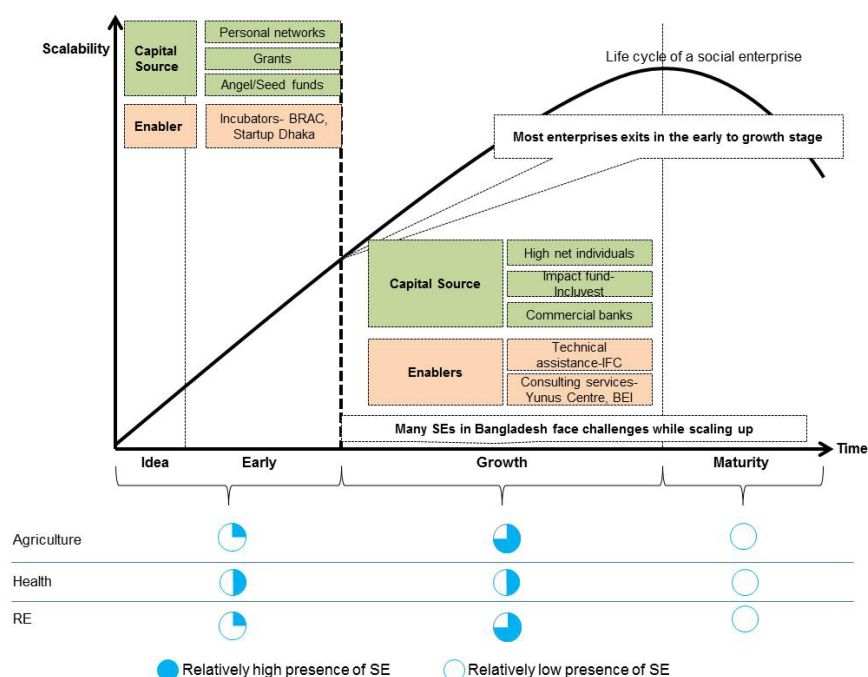 Scalability
Capital
Source
Personal networks
Grants
Angel/Seed funds
Enabler
Incubators- BRAC,
Startup Dhaka
Life cycle of a social enterprise
Most enterprises exits in the early to growth stage
Capital Source
High net individuals
Impact fund-
Incluvest
Commercial banks
Enablers
Technical
assistance-IFC
Consulting services-
Yunus Centre, BEI
Many SEs in Bangladesh face challenges while scaling up
Time
Idea
Early
Growth
Maturity
Agriculture
Health
RE
Relatively high presence of SE
Relatively low presence of SE